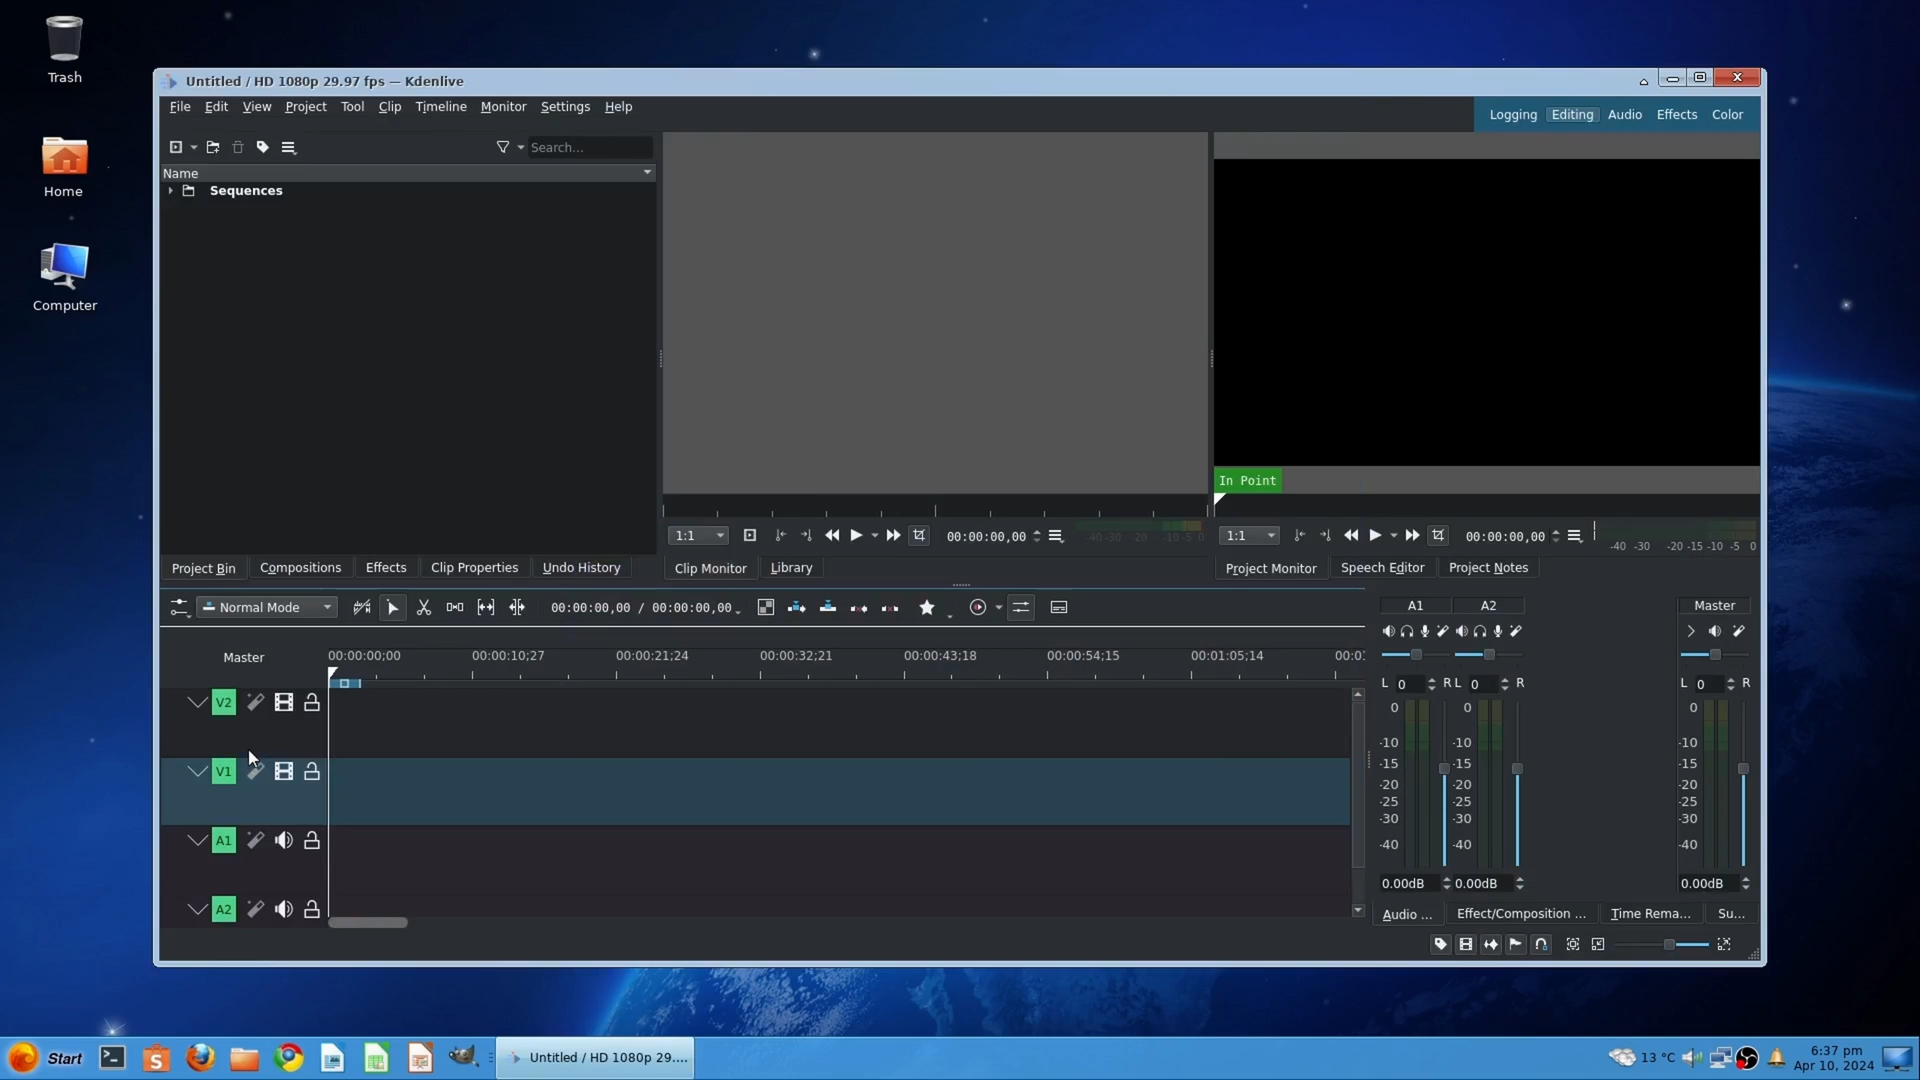 Trash
Home
Computer
Untitled / HD 1080p 29.97 fps — Kdenlive
X
File Edit View Project Tool Clip Timeline Monitor Settings Help
Logging Editing Audio Effects Color
Search...
Name
Sequences
In Point
1:1 00:00:00,00 -40 -30 -20 -10 -5 0
1:1 00:00:00,00 -40 -30 -20 -15 -10 -5 0
Project Bin Compositions Effects Clip Properties Undo History
Clip Monitor Library
Project Monitor Speech Editor Project Notes
Normal Mode 00:00:00,00 / 00:00:00,00
A1 A2 Master
Master 00:00:00;00 00:00:10;27 00:00:21;24 00:00:32;21 00:00:43;18 00:00:54;15 00:01:05;14 00:0
L 0 R L 0 R L 0 R
V2
V1
A1
A2
0 0 0
-10 -10 -10
-15 -15 -15
-20 -20 -20
-25 -25 -25
-30 -30 -30
-40 -40 -40
0.00dB 0.00dB 0.00dB
Audio ... Effect/Composition ... Time Rema... Su...
Start
Untitled / HD 1080p 29....
13 °C
6:37 pm
Apr 10, 2024